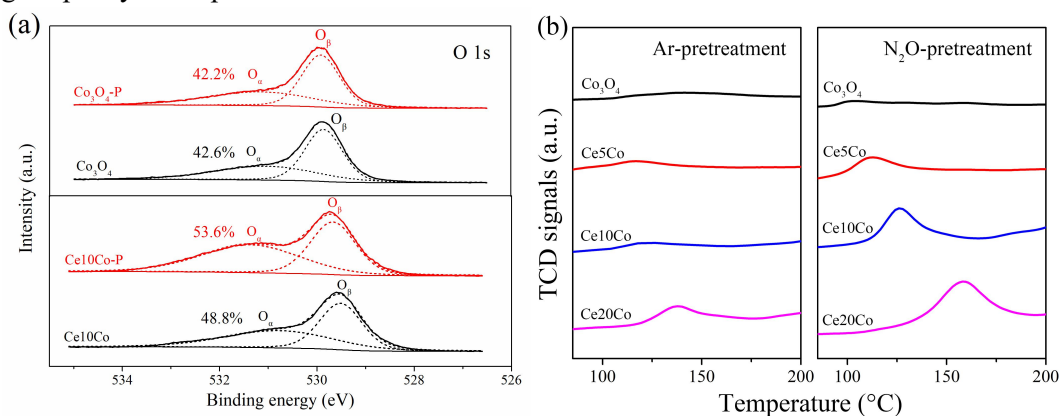 (a)
O 1s
Oβ
42.2%
Oα
Co3O4-P
Oβ
42.6%
Oα
Co3O4
Oβ
53.6%
Oα
Ce10Co-P
Oβ
48.8%
Oα
Ce10Co
Intensity (a.u.)
534
532
530
528
526
Binding energy (eV)
(b)
Ar-pretreatment
Co3O4
Ce5Co
Ce10Co
Ce20Co
100
150
200
N2O-pretreatment
Co3O4
Ce5Co
Ce10Co
Ce20Co
100
150
200
TCD signals (a.u.)
Temperature (°C)